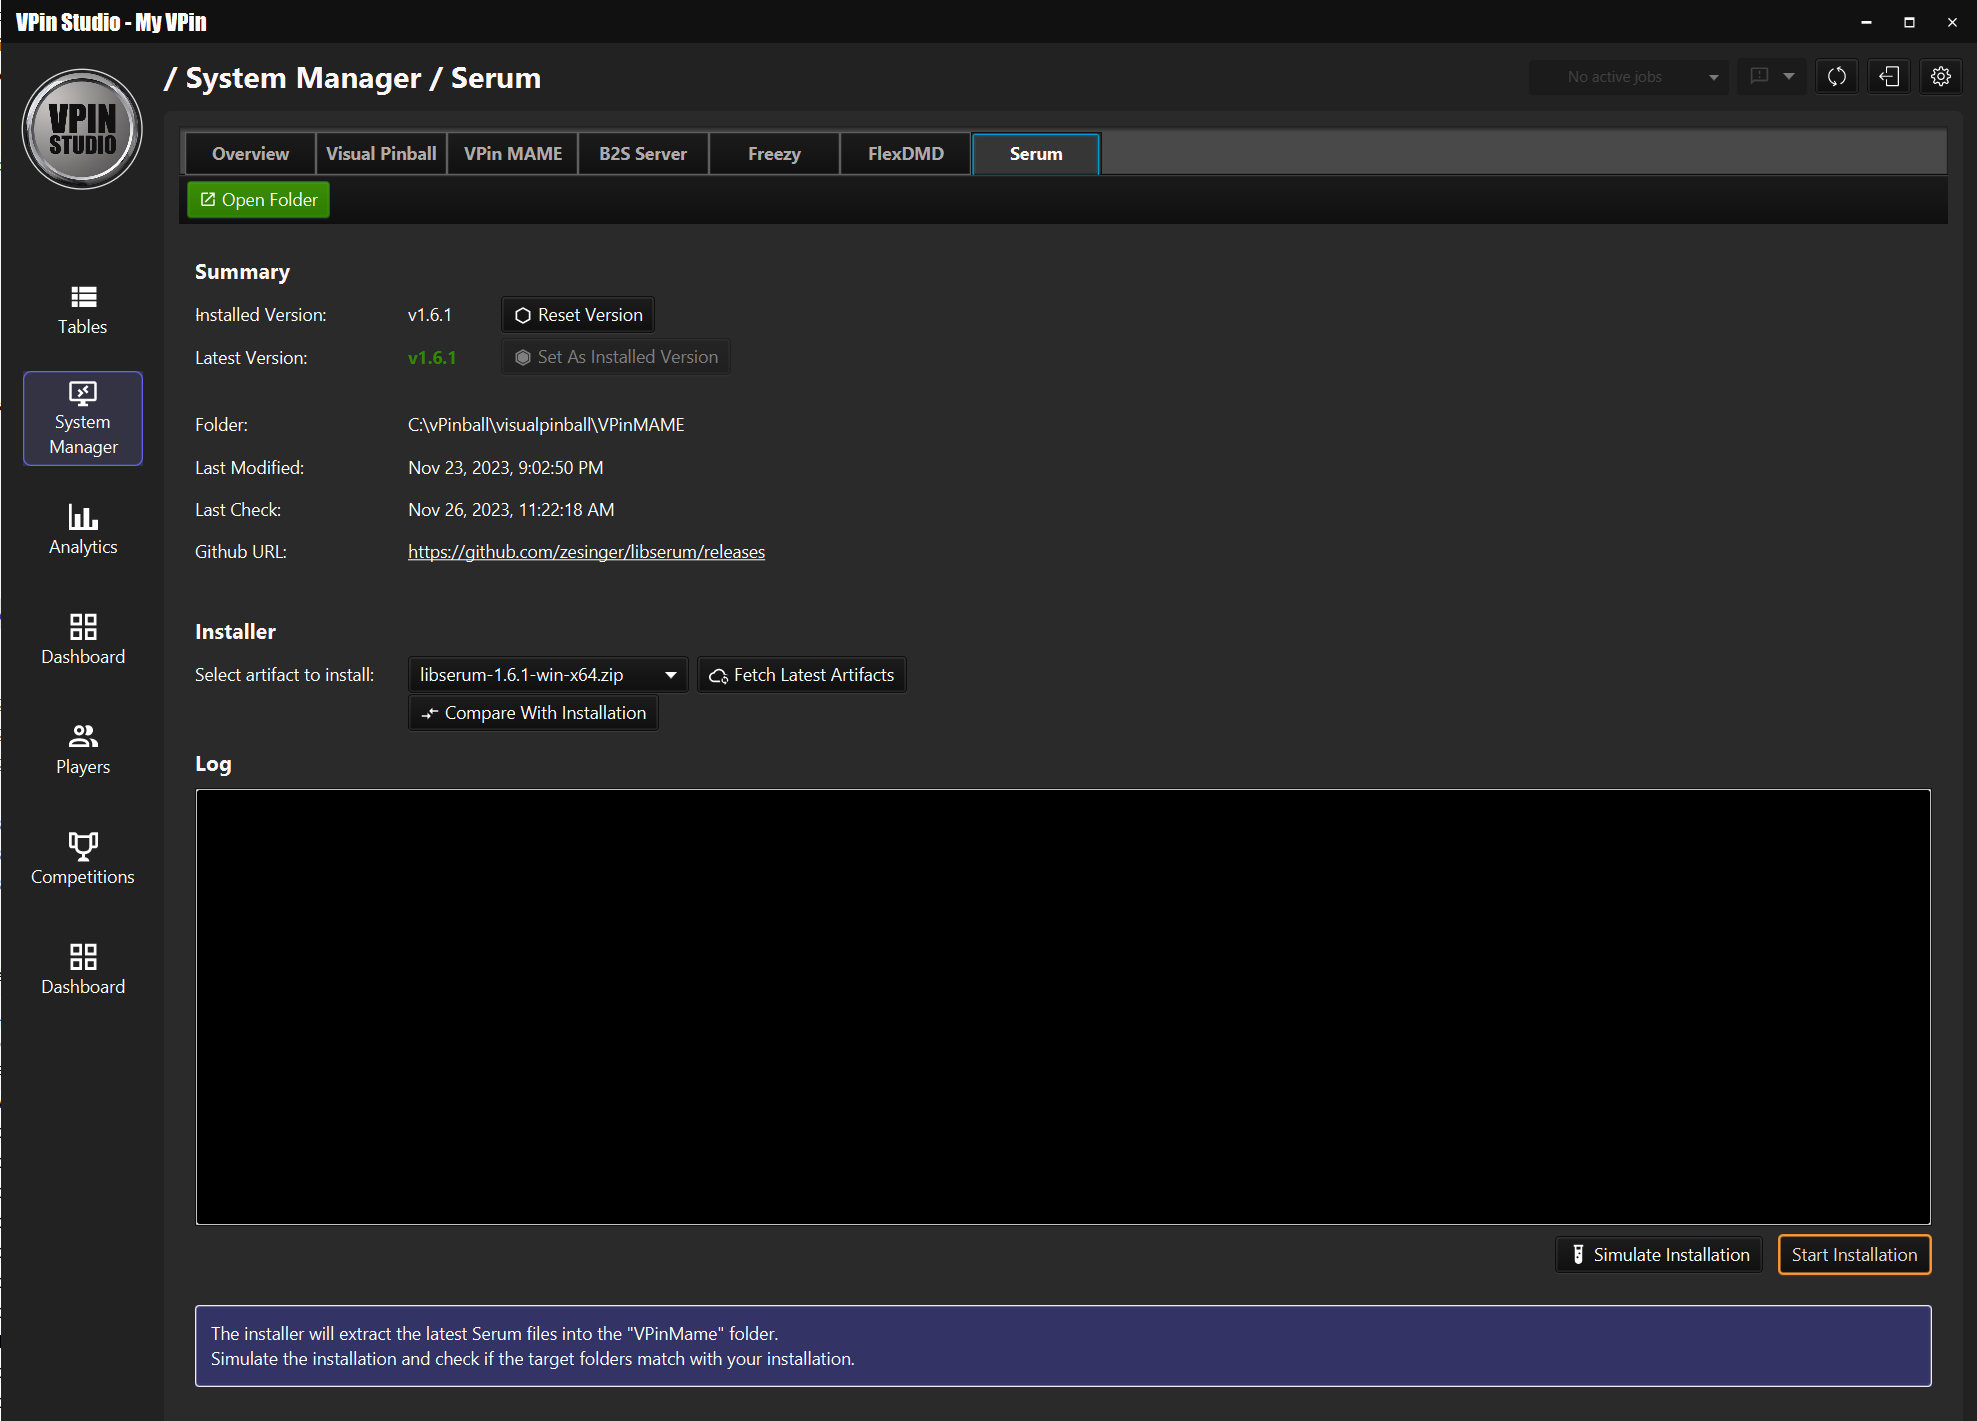 VPin Studio - My VPin
VPIN
STUDIO
/ System Manager / Serum
No active jobs
Overview
Visual Pinball
VPin MAME
B2S Server
Freezy
FlexDMD
Serum
Open Folder
Tables
System
Manager
Analytics
Dashboard
Players
Competitions
Dashboard
Summary
Installed Version: v1.6.1 Reset Version
Latest Version: v1.6.1 Set As Installed Version
Folder: C:\vPinball\visualpinball\VPinMAME
Last Modified: Nov 23, 2023, 9:02:50 PM
Last Check: Nov 26, 2023, 11:22:18 AM
Github URL: https://github.com/zesinger/libserum/releases
Installer
Select artifact to install: libserum-1.6.1-win-x64.zip Fetch Latest Artifacts
Compare With Installation
Log
Simulate Installation Start Installation
The installer will extract the latest Serum files into the "VPinMame" folder.
Simulate the installation and check if the target folders match with your installation.